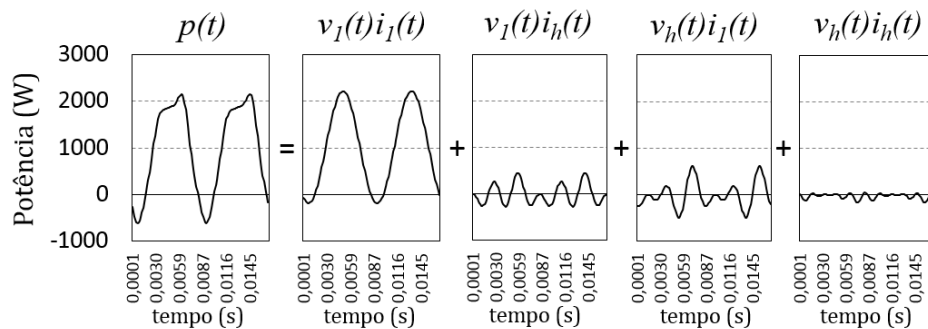 p(t) v₁(t)i₁(t) v₁(t)iₕ(t) vₕ(t)i₁(t) vₕ(t)iₕ(t)
Potência (W)
3000
2000
1000
0
-1000
= + + +
0,0001 0,0030 0,0059 0,0087 0,0116 0,0145
0,0001 0,0030 0,0059 0,0087 0,0116 0,0145
0,0001 0,0030 0,0059 0,0087 0,0116 0,0145
0,0001 0,0030 0,0059 0,0087 0,0116 0,0145
0,0001 0,0030 0,0059 0,0087 0,0116 0,0145
tempo (s) tempo (s) tempo (s) tempo (s) tempo (s)